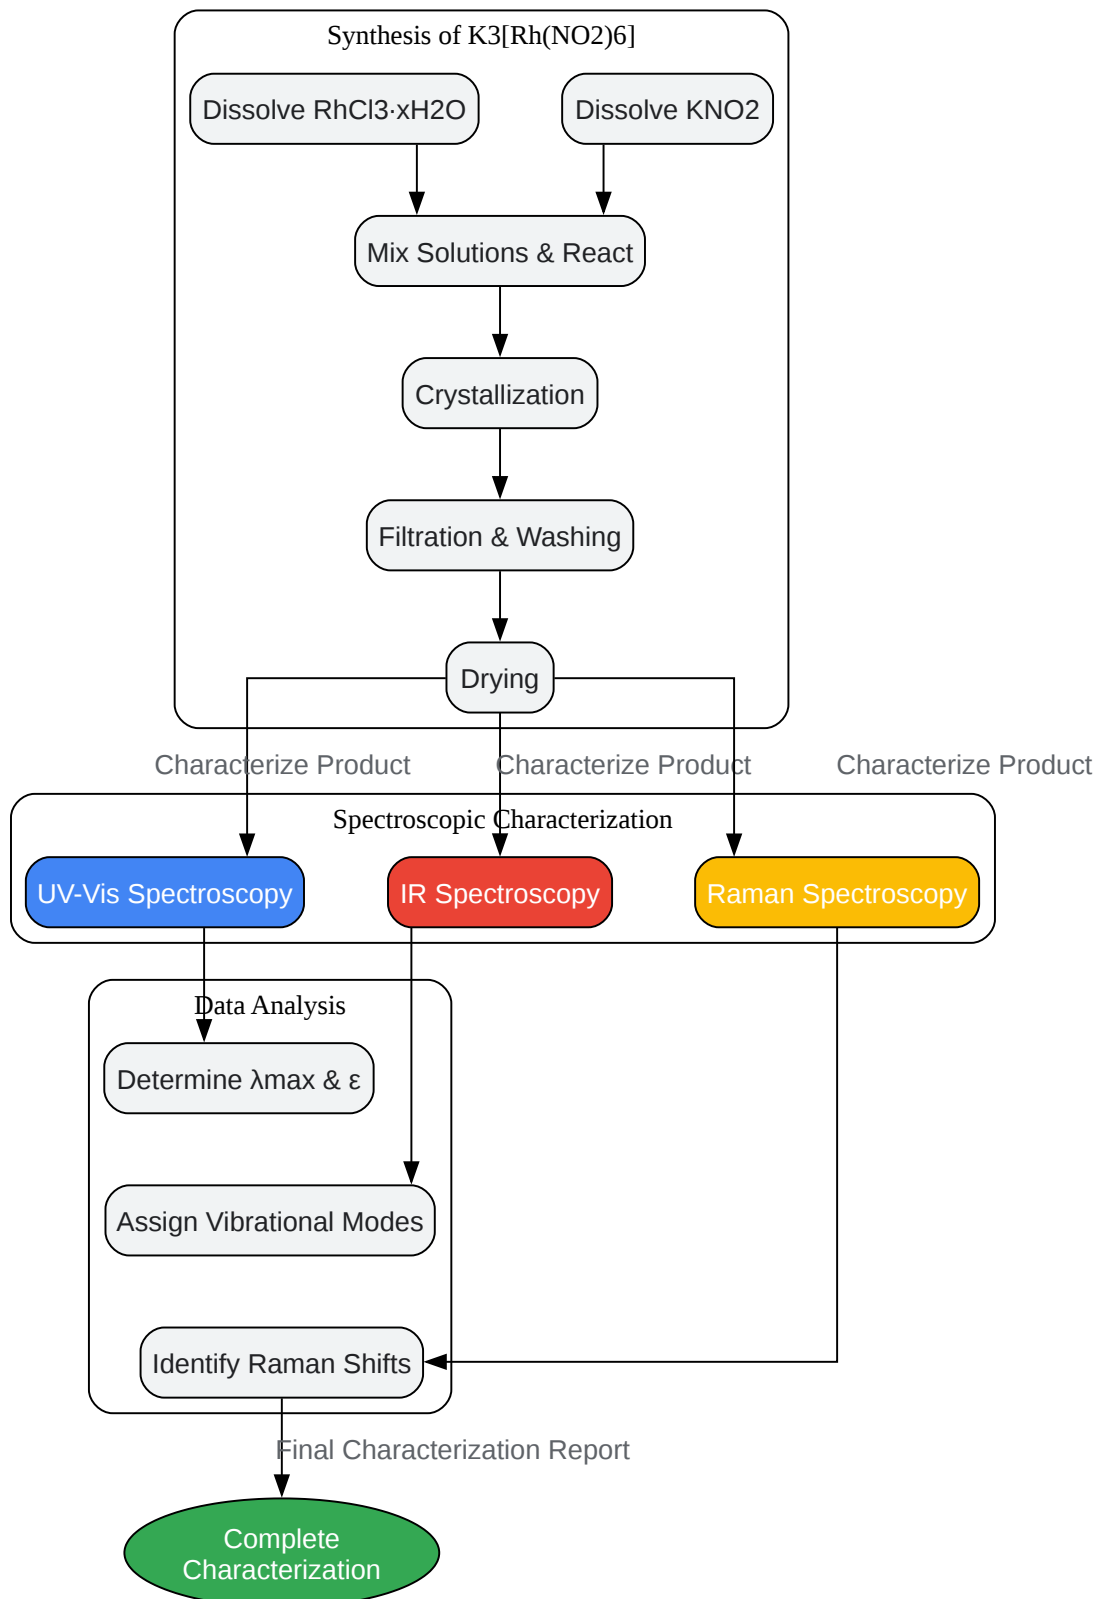 Synthesis of K3[Rh(NO2)6]
Dissolve RhCl3·xH2O
Dissolve KNO2
Mix Solutions & React
Crystallization
Filtration & Washing
Drying
Characterize Product
Characterize Product
Characterize Product
Spectroscopic Characterization
UV-Vis Spectroscopy
IR Spectroscopy
Raman Spectroscopy
Data Analysis
Determine λmax & ε
Assign Vibrational Modes
Identify Raman Shifts
Final Characterization Report
Complete
Characterization